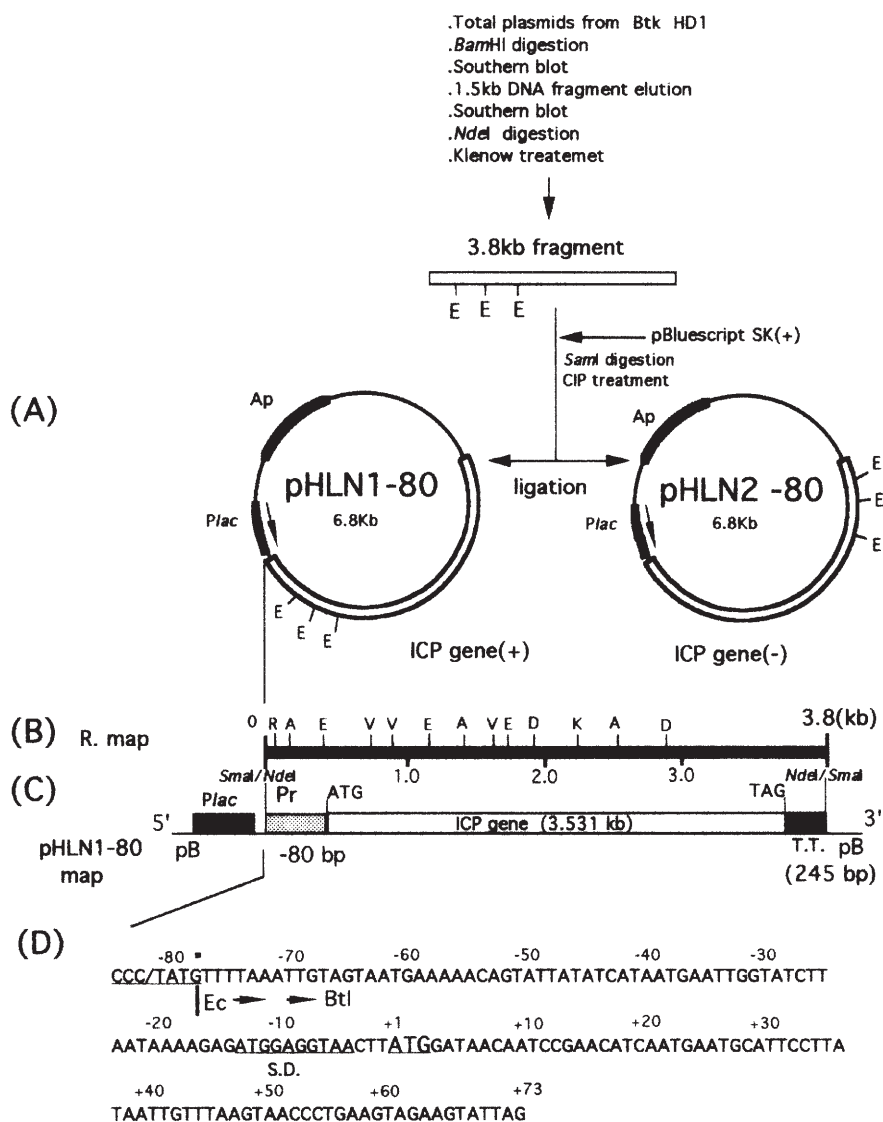 .Total plasmids from Btk HD1
.BamHI digestion
.Southern blot
.1.5kb DNA fragment elution
.Southern blot
.NdeI digestion
.Klenow treatemet
3.8kb fragment
E E E
pBluescript SK(+)
SamI digestion
CIP treatment
(A)
Ap
pHLN1-80
6.8Kb
Plac
E
E
E
ICP gene(+)
ligation
Ap
pHLN2 -80
6.8Kb
Plac
E
E
E
ICP gene(-)
(B)
R. map
0 R A E V V E A V E D K A D 3.8(kb)
1.0 2.0 3.0
(C)
SmaI/NdeI NdeI/SmaI
Plac Pr ATG TAG
5' ICP gene (3.531 kb) 3'
pHLN1-80
map
pB -80 bp T.T. pB
(245 bp)
(D)
-80 -70 -60 -50 -40 -30
CCC/TATGTTTTAAATTGTAGTAATGAAAAACAGTATTATATCATAATGAATTGGTATCTT
Ec BtI
-20 -10 +1 +10 +20 +30
AATAAAAGAGATGGAGGTAACTTATGGATAACAATCCGAACATCAATGAATGCATTCCTTA
S.D.
+40 +50 +60 +73
TAATTGTTTAAGTAACCCTGAAGTAGAAGTATTAG